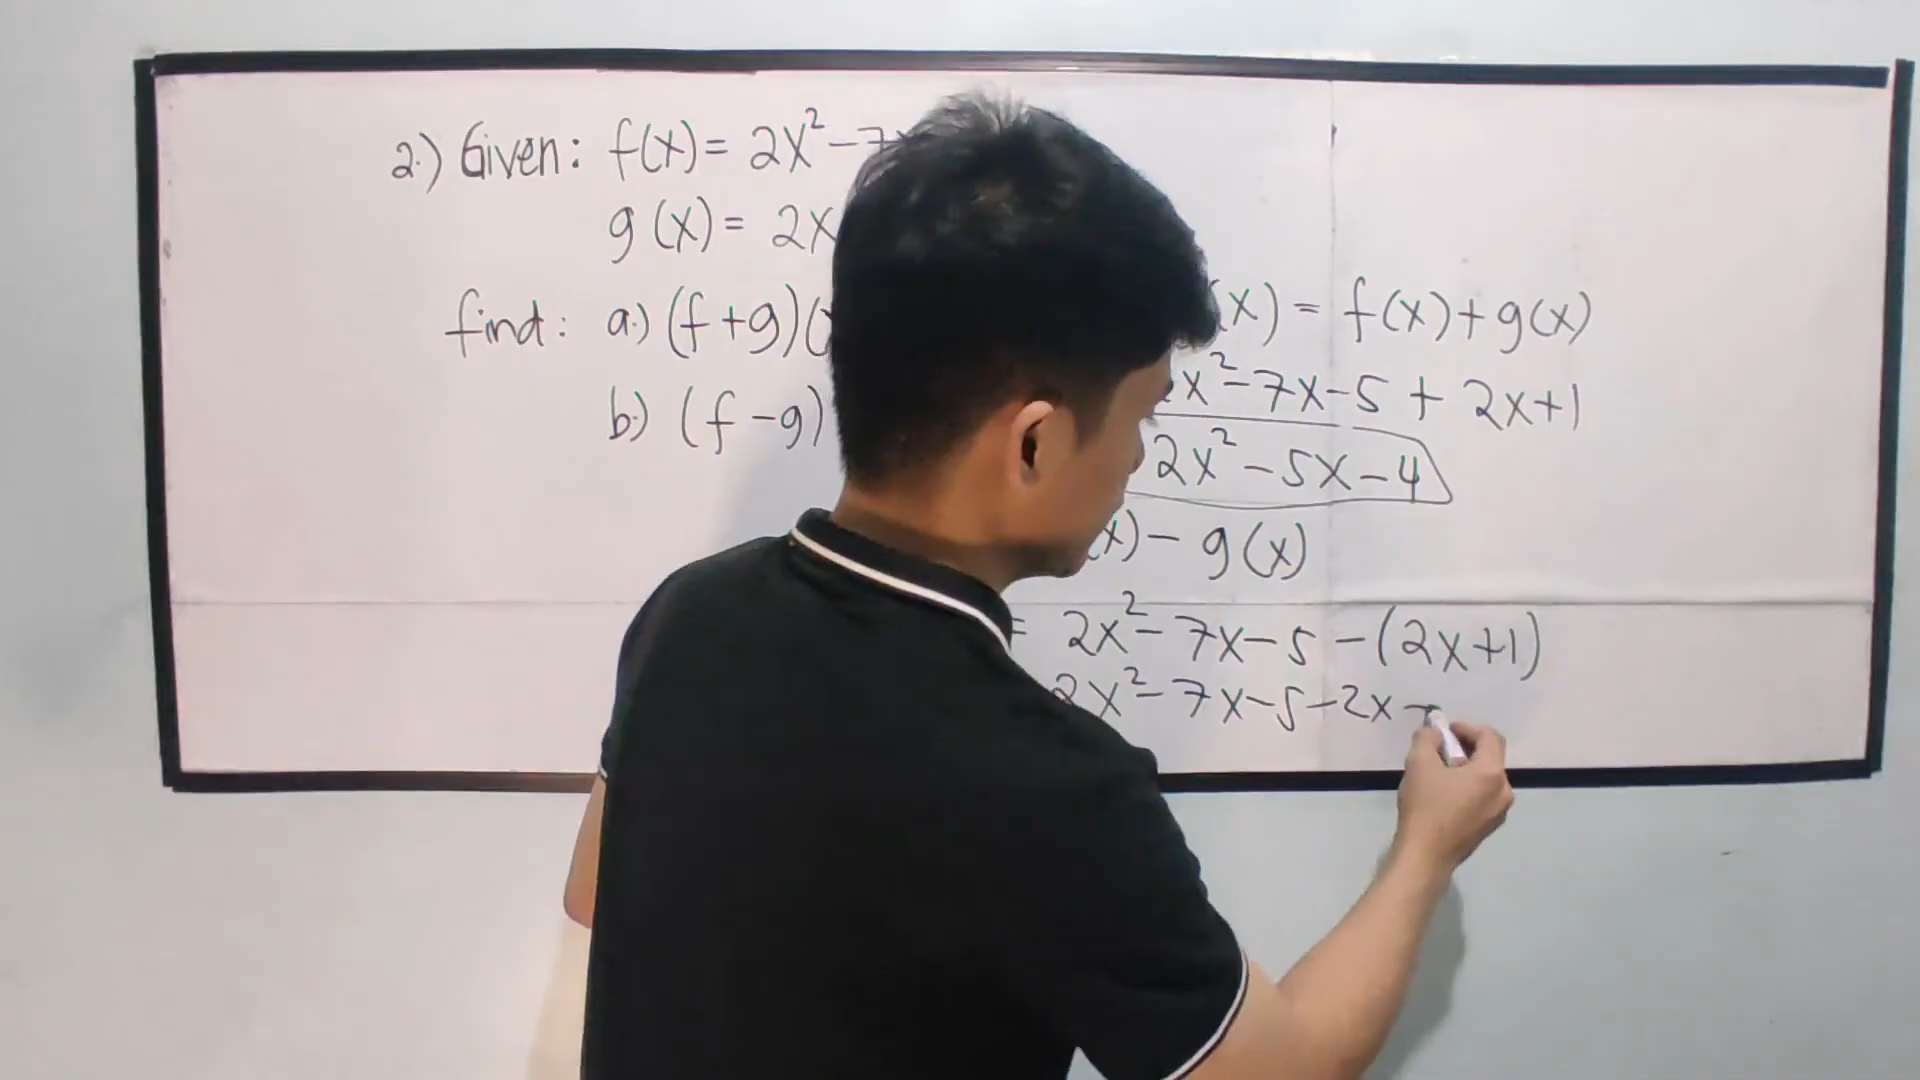 2.) Given: f(x) = 2x² - 7x
g(x) = 2x
find: a.) (f+g)(x
b.) (f-g)
(x) = f(x)+g(x)
2x²-7x-5 + 2x+1
2x² - 5x - 4
(x) - g(x)
= 2x² - 7x - 5 - (2x+1)
2x² - 7x - 5 - 2x -